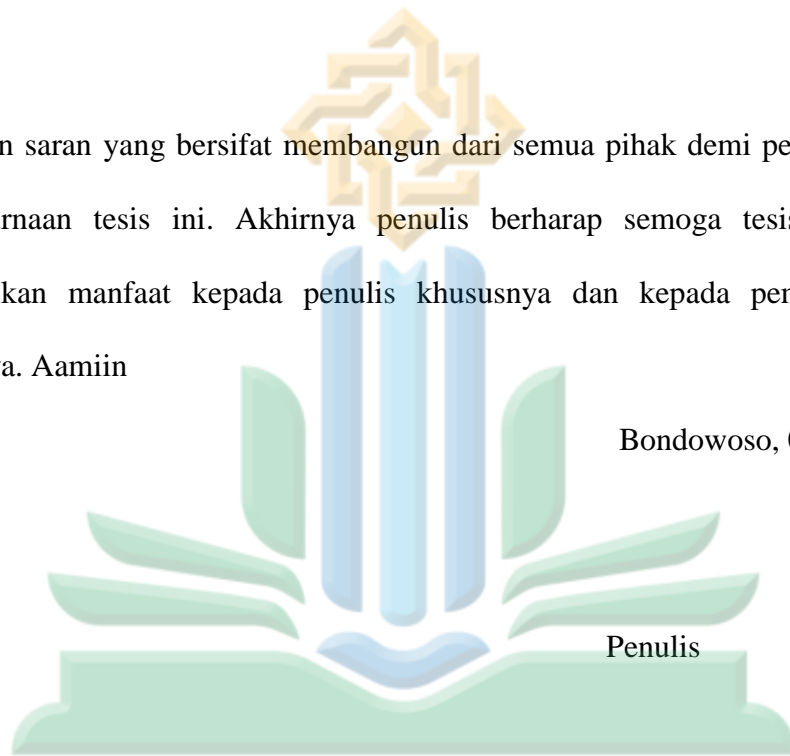 n saran yang bersifat membangun dari semua pihak demi pe
rnaan tesis ini. Akhirnya penulis berharap semoga tesis
kan manfaat kepada penulis khususnya dan kepada pen
a. Aamiin
Bondowoso,
Penulis